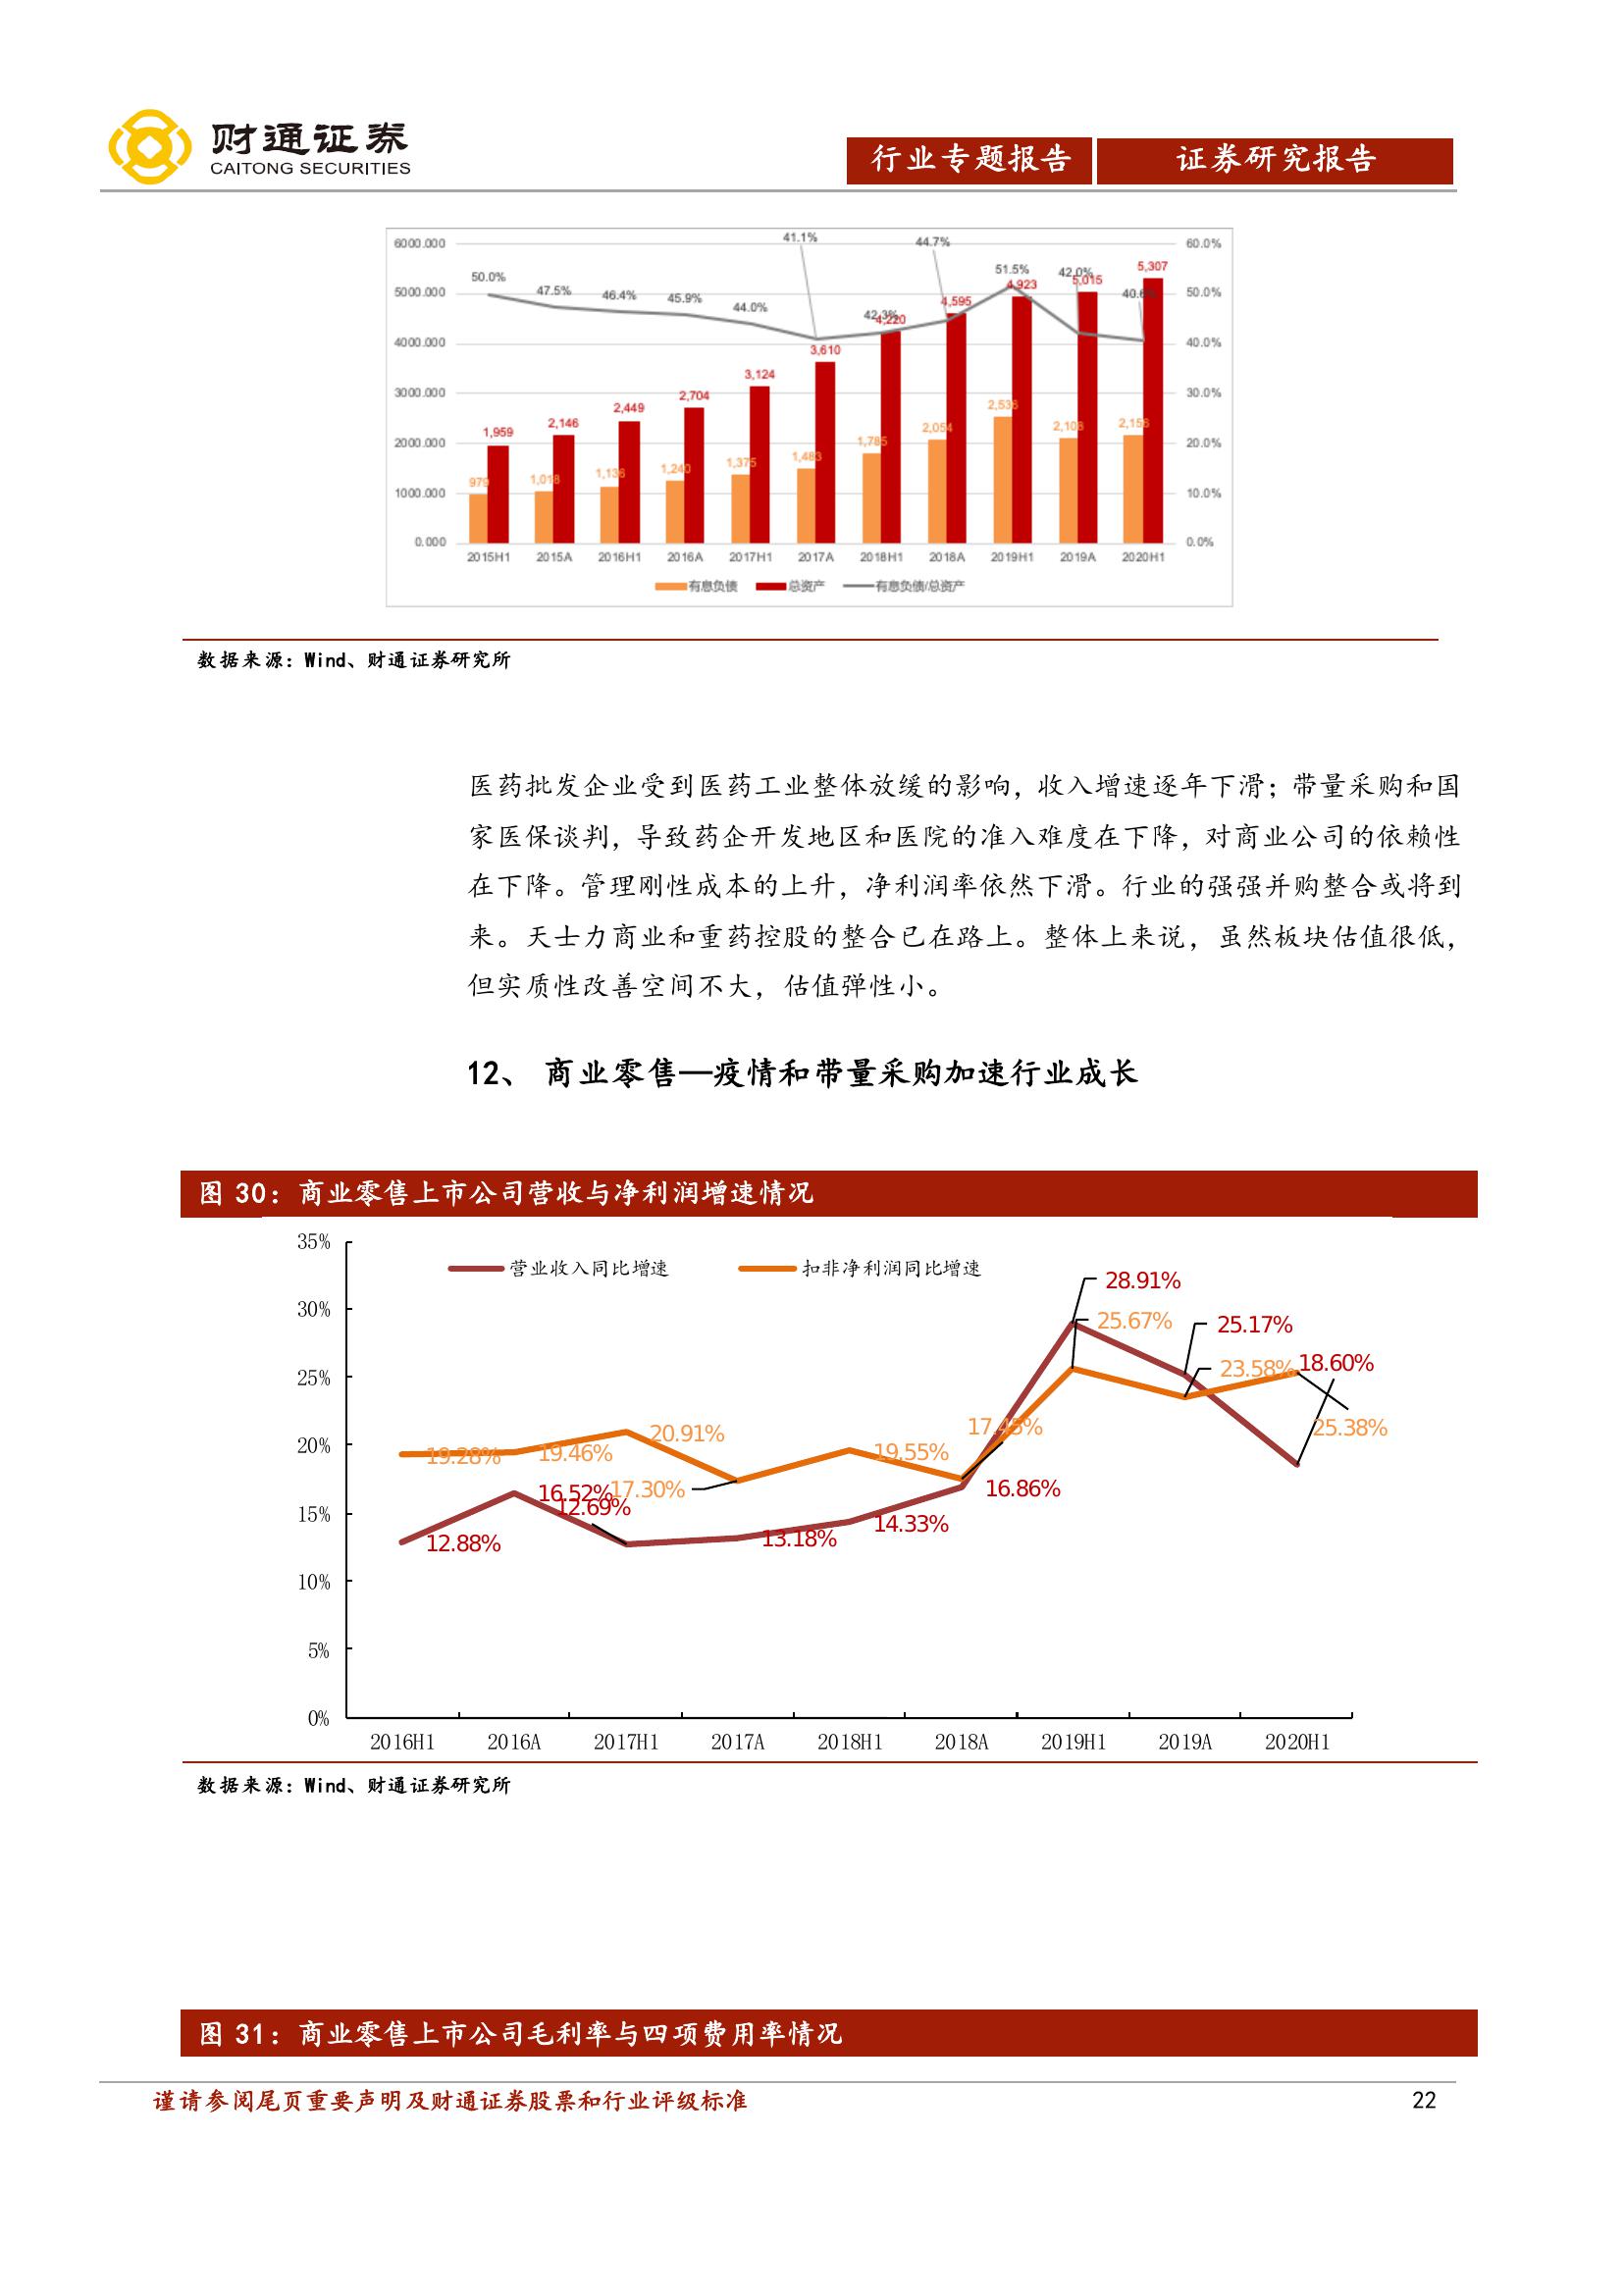 财通证券
CAITONG SECURITIES
行业专题报告 证券研究报告
6000.000 5000.000 4000.000 3000.000 2000.000 1000.000 0.000
60.0% 50.0% 40.0% 30.0% 20.0% 10.0% 0.0%
50.0% 47.5% 46.4% 45.9% 44.0% 41.1% 42.3% 44.7% 51.5% 42.0%
1,959 2,146 2,449 2,704 3,124 3,610 4,220 4,595 4,923 5,015 5,307
979 1,018 1,136 1,240 1,375 1,483 1,785 2,054 2,108
2015H1 2015A 2016H1 2016A 2017H1 2017A 2018H1 2018A 2019H1 2019A 2020H1
有息负债 总资产 有息负债/总资产
数据来源：Wind、财通证券研究所
医药批发企业受到医药工业整体放缓的影响，收入增速逐年下滑；带量采购和国
家医保谈判，导致药企开发地区和医院的准入难度在下降，对商业公司的依赖性
在下降。管理刚性成本的上升，净利润率依然下滑。行业的强强并购整合或将到
来。天士力商业和重药控股的整合已在路上。整体上来说，虽然板块估值很低，
但实质性改善空间不大，估值弹性小。
12、 商业零售—疫情和带量采购加速行业成长
图 30：商业零售上市公司营收与净利润增速情况
35% 30% 25% 20% 15% 10% 5% 0%
营业收入同比增速 扣非净利润同比增速
12.88% 16.52% 12.69% 13.18% 14.33% 16.86% 28.91% 25.17% 18.60%
19.28% 19.46% 20.91% 17.30% 19.55% 17.45% 25.67% 23.58% 25.38%
2016H1 2016A 2017H1 2017A 2018H1 2018A 2019H1 2019A 2020H1
数据来源：Wind、财通证券研究所
图 31：商业零售上市公司毛利率与四项费用率情况
谨请参阅尾页重要声明及财通证券股票和行业评级标准 22